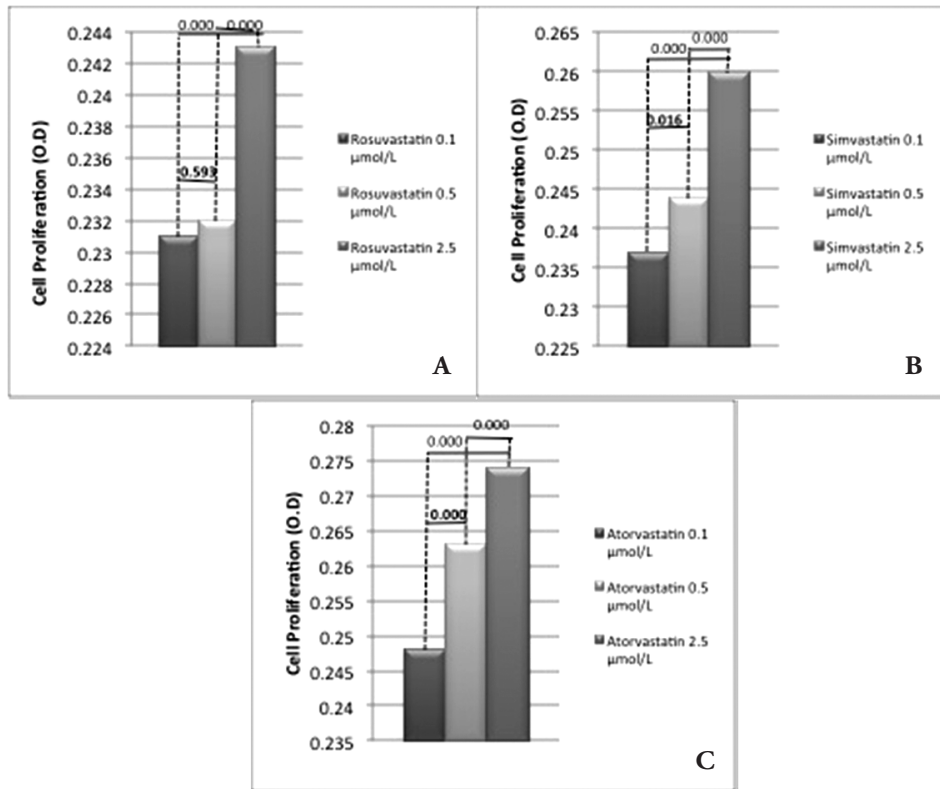 0.000 0.000
0.244
0.242
0.24
0.238
0.236
0.234
0.232
0.23
0.228
0.226
0.224
Cell Proliferation (O.D)
0.593
Rosuvastatin 0.1
μmol/L
Rosuvastatin 0.5
μmol/L
Rosuvastatin 2.5
μmol/L
A
0.000
0.000
0.016
0.265
0.26
0.255
0.25
0.245
0.24
0.235
0.23
0.225
Cell Proliferation (O.D)
Simvastatin 0.1
μmol/L
Simvastatin 0.5
μmol/L
Simvastatin 2.5
μmol/L
B
0.000
0.000
0.000
0.28
0.275
0.27
0.265
0.26
0.255
0.25
0.245
0.24
0.235
Cell Proliferation (O.D)
Atorvastatin 0.1
μmol/L
Atorvastatin 0.5
μmol/L
Atorvastatin 2.5
μmol/L
C